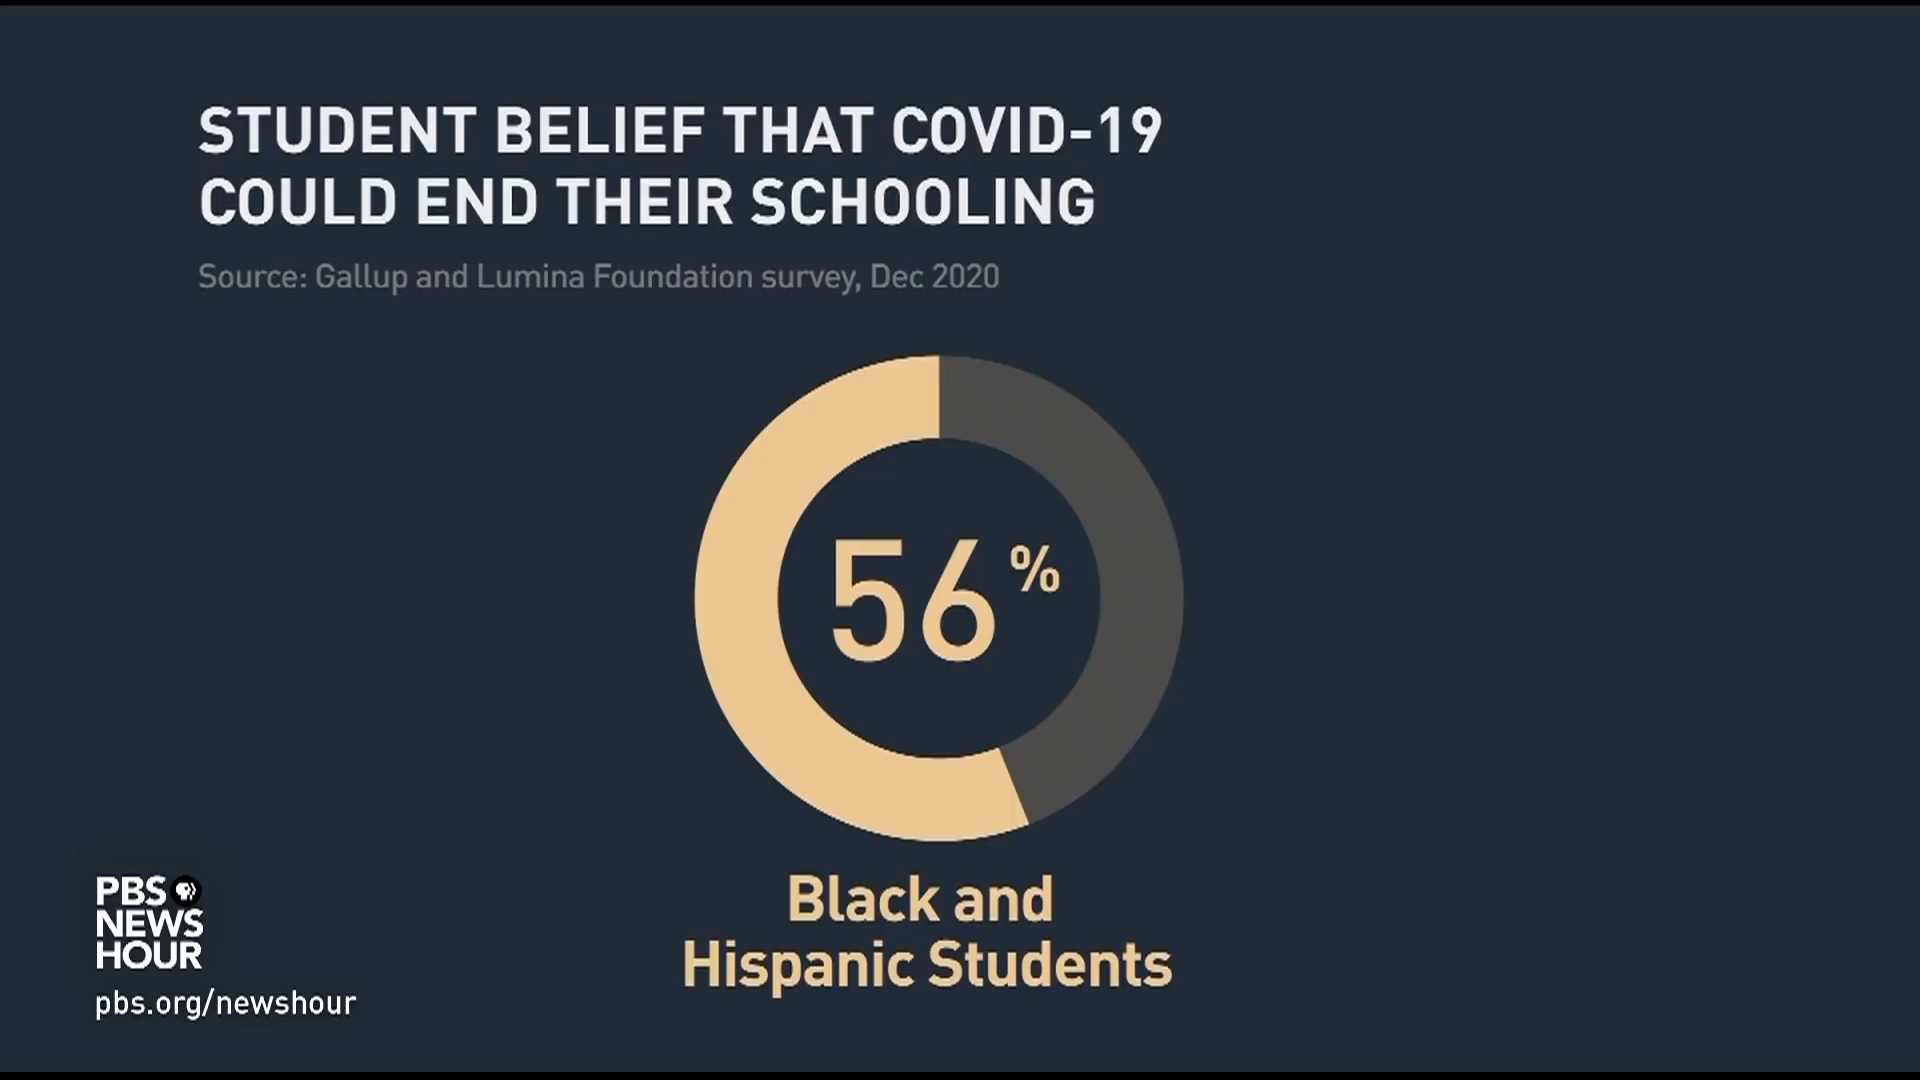 STUDENT BELIEF THAT COVID-19
COULD END THEIR SCHOOLING
Source: Gallup and Lumina Foundation survey, Dec 2020
56%
Black and
Hispanic Students
PBS
NEWS
HOUR
pbs.org/newshour